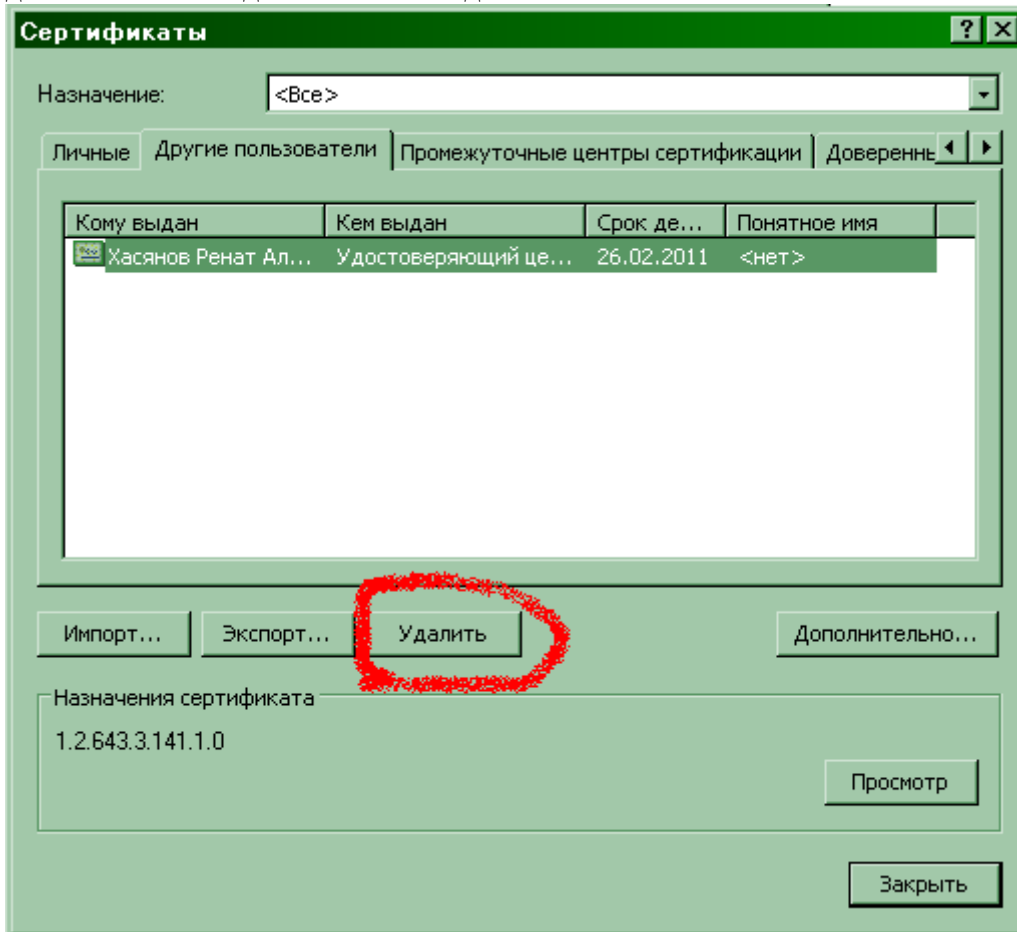 Сертификаты
Назначение: <Все>
Личные Другие пользователи Промежуточные центры сертификации Доверенны
Кому выдан Кем выдан Срок де... Понятное имя
Хасянов Ренат Ал... Удостоверяющий це... 26.02.2011 <нет>
Импорт... Экспорт... Удалить Дополнительно...
Назначения сертификата
1.2.643.3.141.1.0
Просмотр
Закрыть